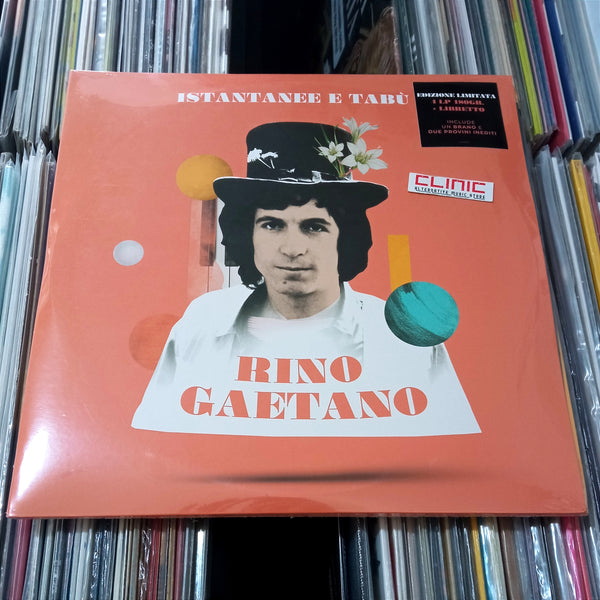 ISTANTANEE E TABÙ
EDIZIONE LIMITATA
4 LP 180GR.
+ LIBRETTO
INCLUDE
UN BRANO E
DUE PROVINI INEDITI
CLINIC
ALTERNATIVE MUSIC STORE
RINO
GAETANO